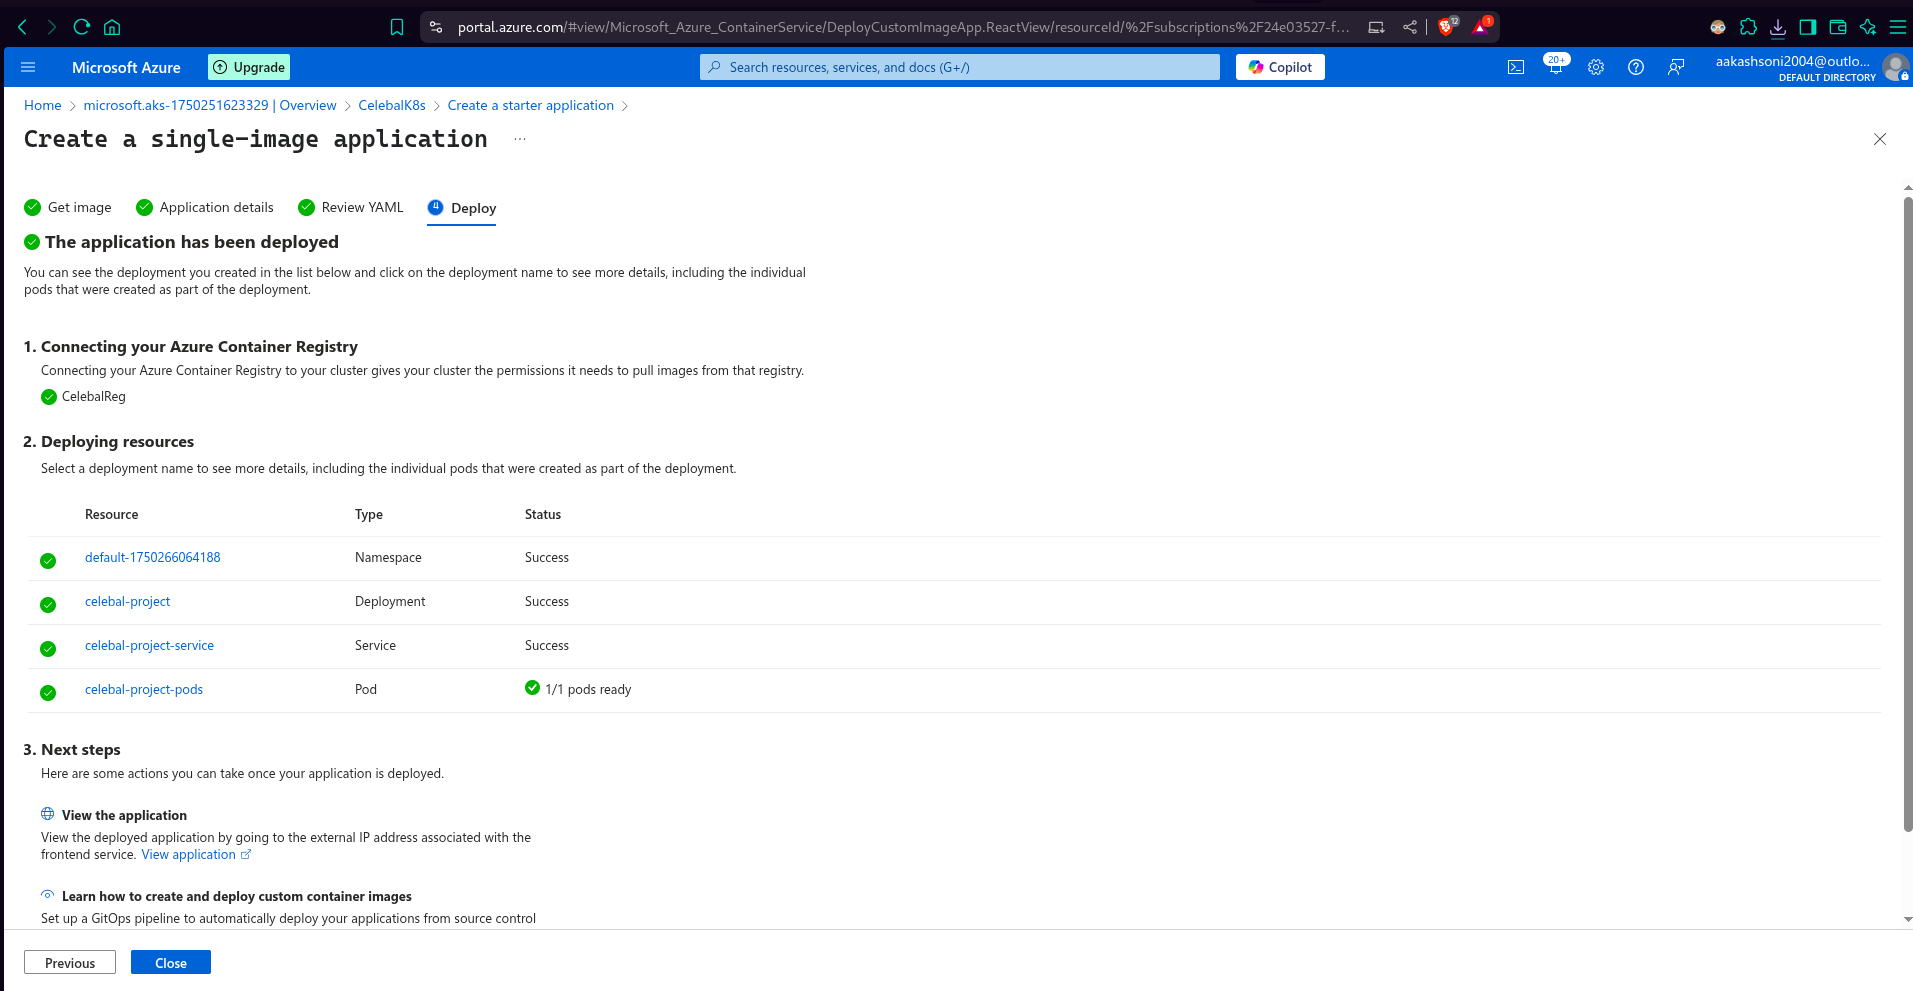 portal.azure.com/#view/Microsoft_Azure_ContainerService/DeployCustomImageApp.ReactView/resourceId/%2Fsubscriptions%2F24e03527-f...
12
1
Microsoft Azure
Upgrade
Search resources, services, and docs (G+/)
Copilot
20+
aakashsoni2004@outlo...
DEFAULT DIRECTORY
Home > microsoft.aks-1750251623329 | Overview > CelebalK8s > Create a starter application >
Create a single-image application ...
Get image
Application details
Review YAML
4 Deploy
The application has been deployed
You can see the deployment you created in the list below and click on the deployment name to see more details, including the individual
pods that were created as part of the deployment.
1. Connecting your Azure Container Registry
Connecting your Azure Container Registry to your cluster gives your cluster the permissions it needs to pull images from that registry.
CelebalReg
2. Deploying resources
Select a deployment name to see more details, including the individual pods that were created as part of the deployment.
Resource Type Status
default-1750266064188 Namespace Success
celebal-project Deployment Success
celebal-project-service Service Success
celebal-project-pods Pod 1/1 pods ready
3. Next steps
Here are some actions you can take once your application is deployed.
View the application
View the deployed application by going to the external IP address associated with the
frontend service. View application
Learn how to create and deploy custom container images
Set up a GitOps pipeline to automatically deploy your applications from source control
Previous
Close